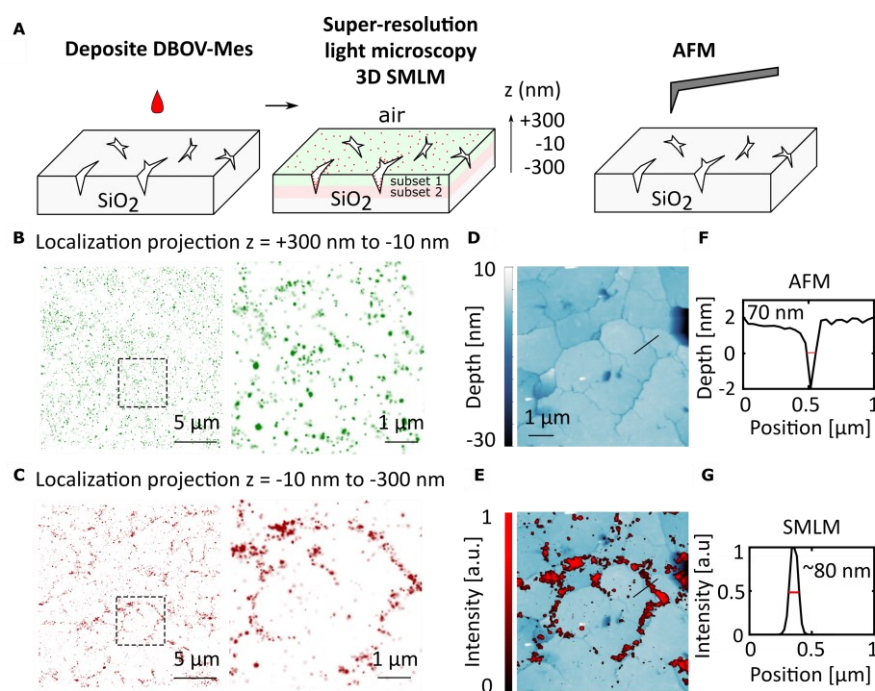 A
Deposite DBOV-Mes
Super-resolution
light microscopy
3D SMLM
AFM
z (nm)
+300
-10
-300
air
subset 1
subset 2
SiO2
SiO2
SiO2
B Localization projection z = +300 nm to -10 nm
5 μm
1 μm
C Localization projection z = -10 nm to -300 nm
5 μm
1 μm
D
10
Depth [nm]
-30
1 μm
E
1
Intensity [a.u.]
0
F
AFM
70 nm
2
0
-2
Depth [nm]
0 0.5 1
Position [μm]
G
SMLM
~80 nm
1
0.5
0
Intensity [a.u]
0 0.5 1
Position [μm]